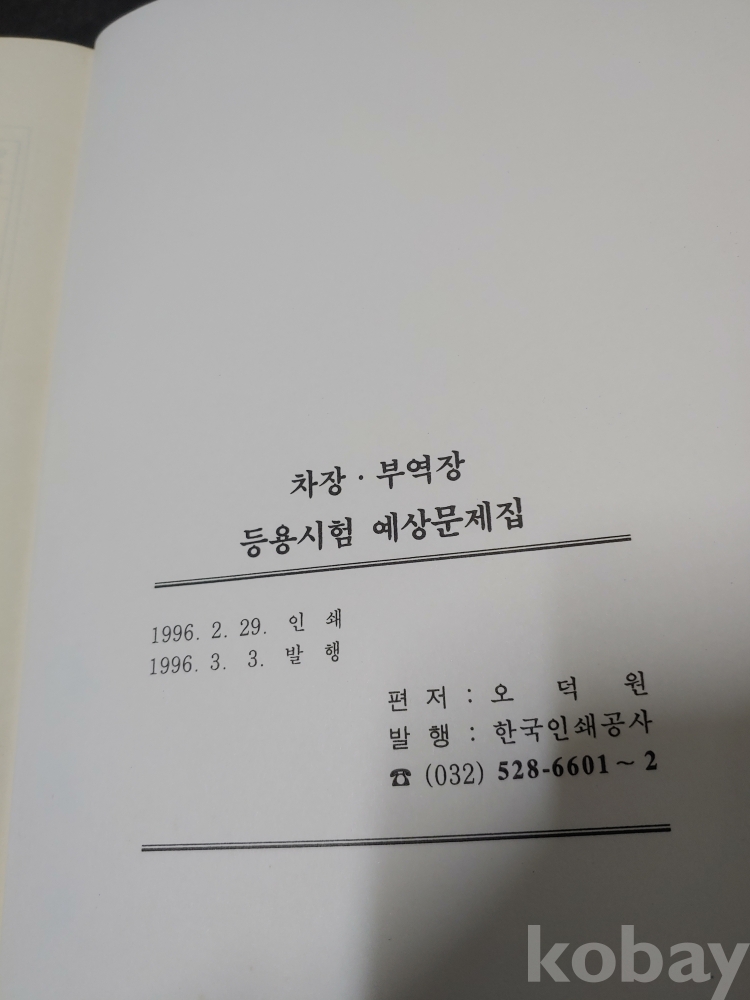 차장 · 부역장
등용시험 예상문제집
1996. 2. 29. 인 쇄
1996. 3. 3. 발 행
편 저 : 오 덕 원
발 행 : 한국인쇄공사
☎ (032) 528-6601 ~ 2
kobay